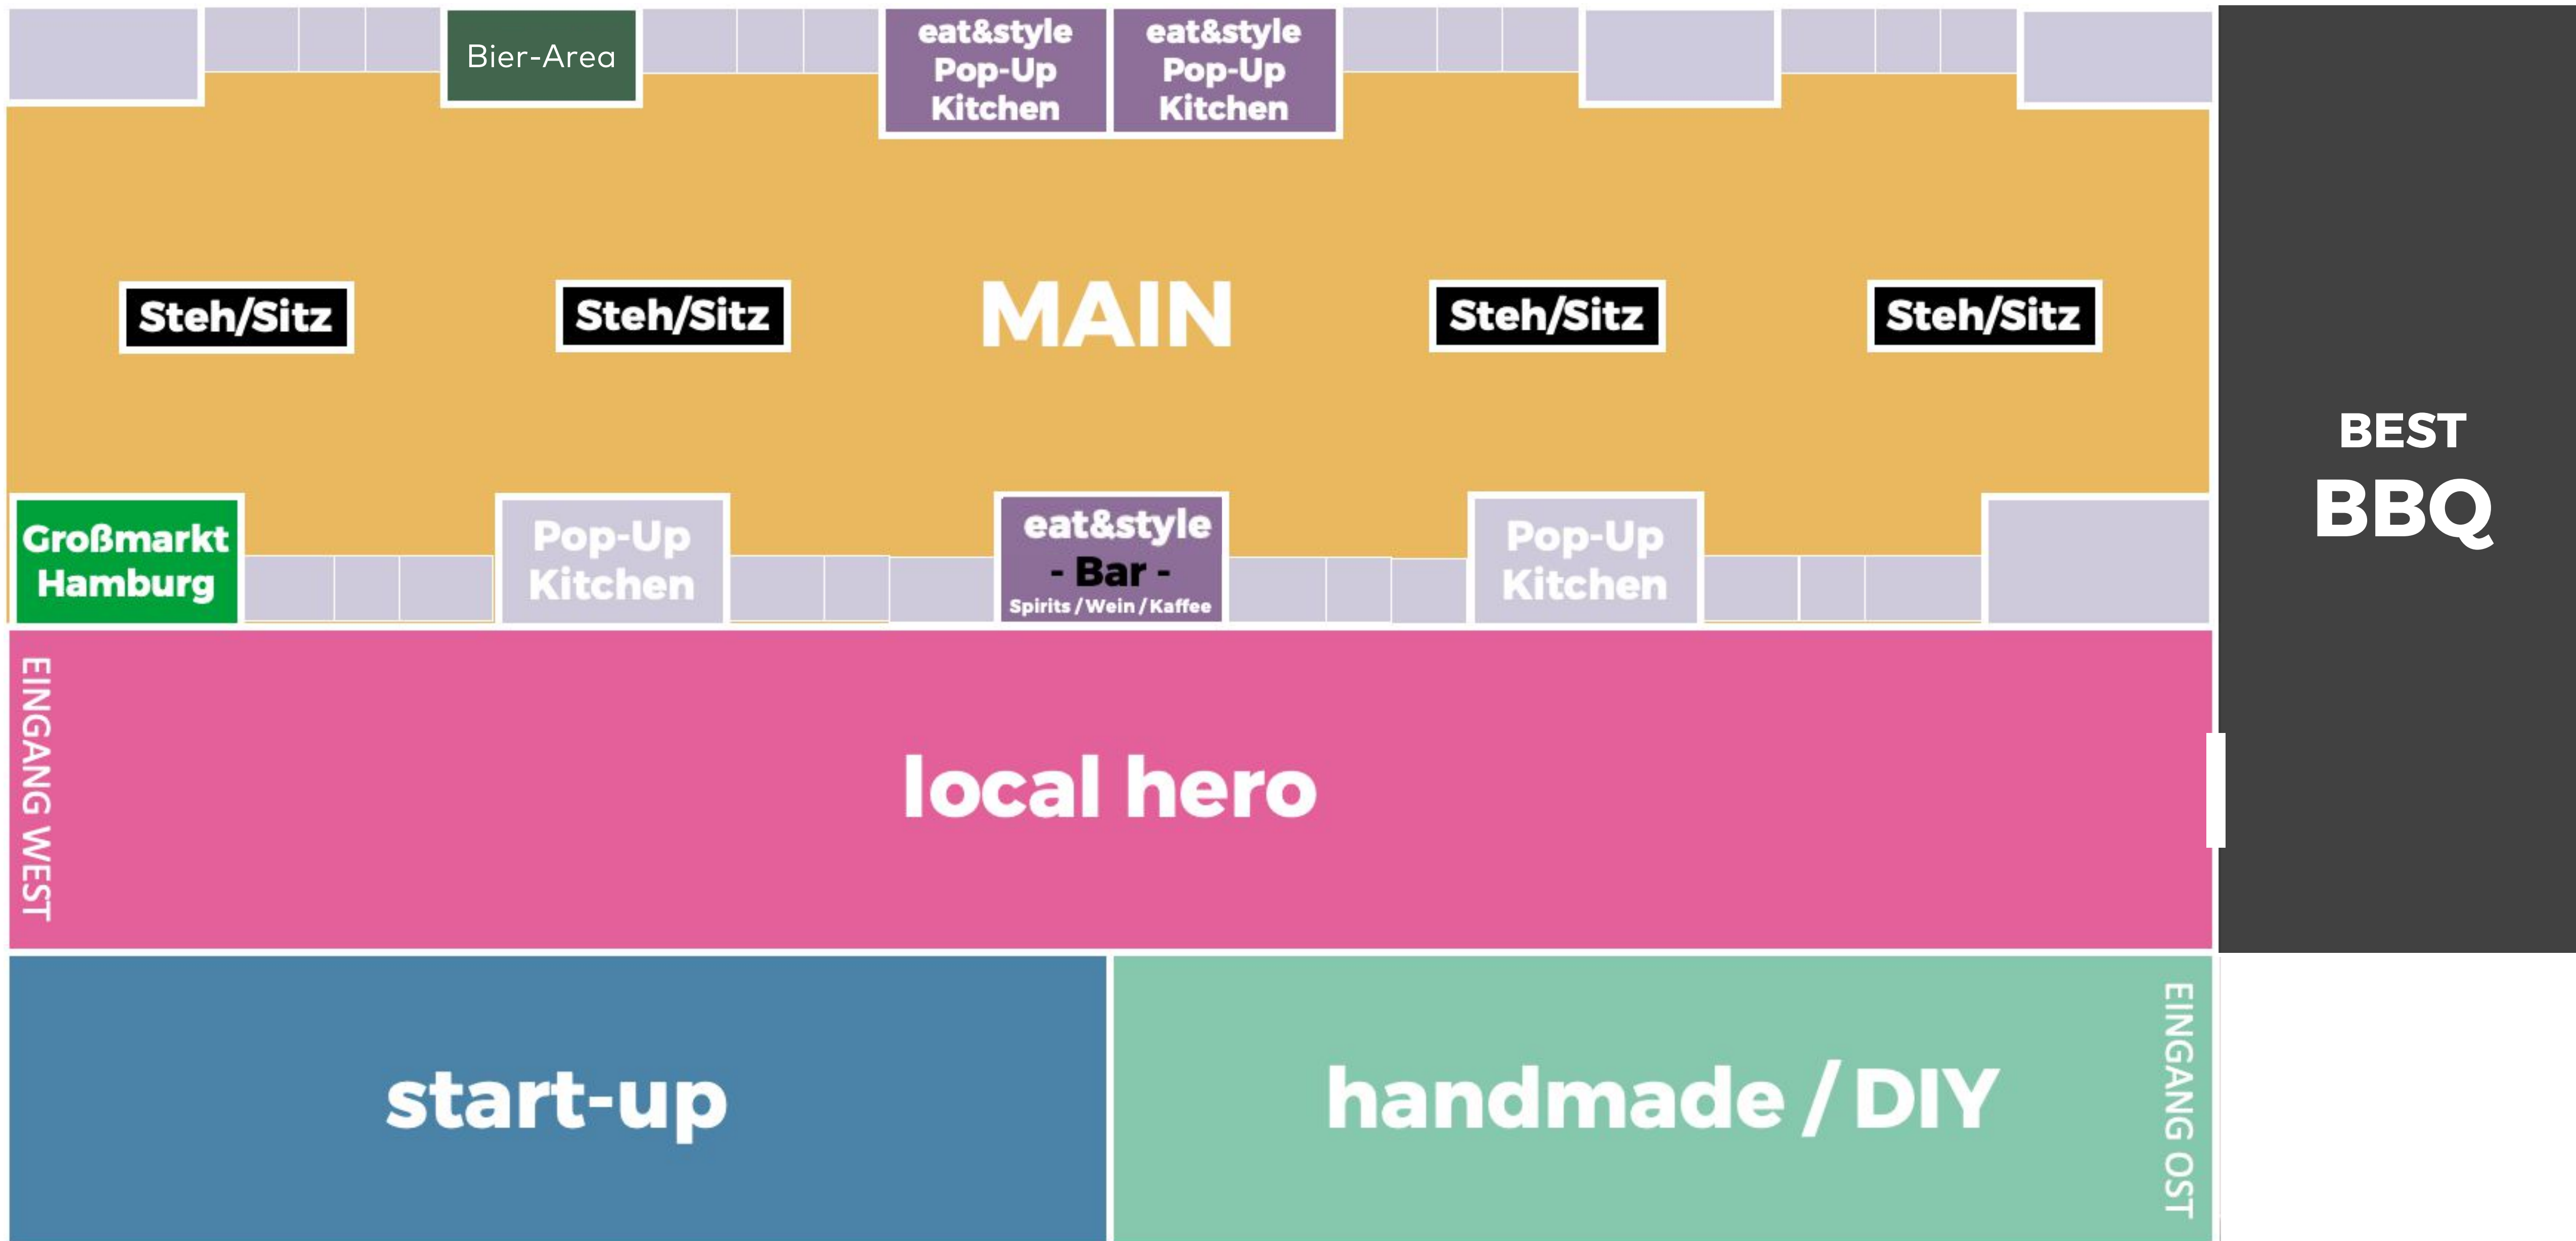 Bier-Area
eat&style
Pop-Up
Kitchen
eat&style
Pop-Up
Kitchen
Steh/Sitz
Steh/Sitz
MAIN
Steh/Sitz
Steh/Sitz
BEST
BBQ
Großmarkt
Hamburg
Pop-Up
Kitchen
eat&style
- Bar -
Spirits / Wein / Kaffee
Pop-Up
Kitchen
EINGANG WEST
local hero
start-up
handmade / DIY
EINGANG OST